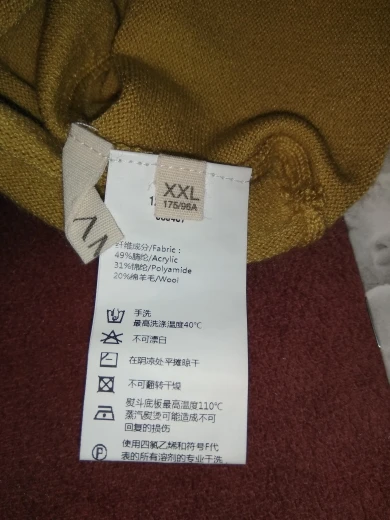 XXL
175/96A
纤维成分/Fabric :
49%腈纶/Acrylic
31%锦纶/Polyamide
20%绵羊毛/Wool
手洗
最高洗涤温度40℃
不可漂白
在阴凉处平摊晾干
不可翻转干燥
熨斗底板最高温度110℃
蒸汽熨烫可能造成不可
回复的损伤
使用四氯乙烯和符号F代
表的所有溶剂的专业干洗